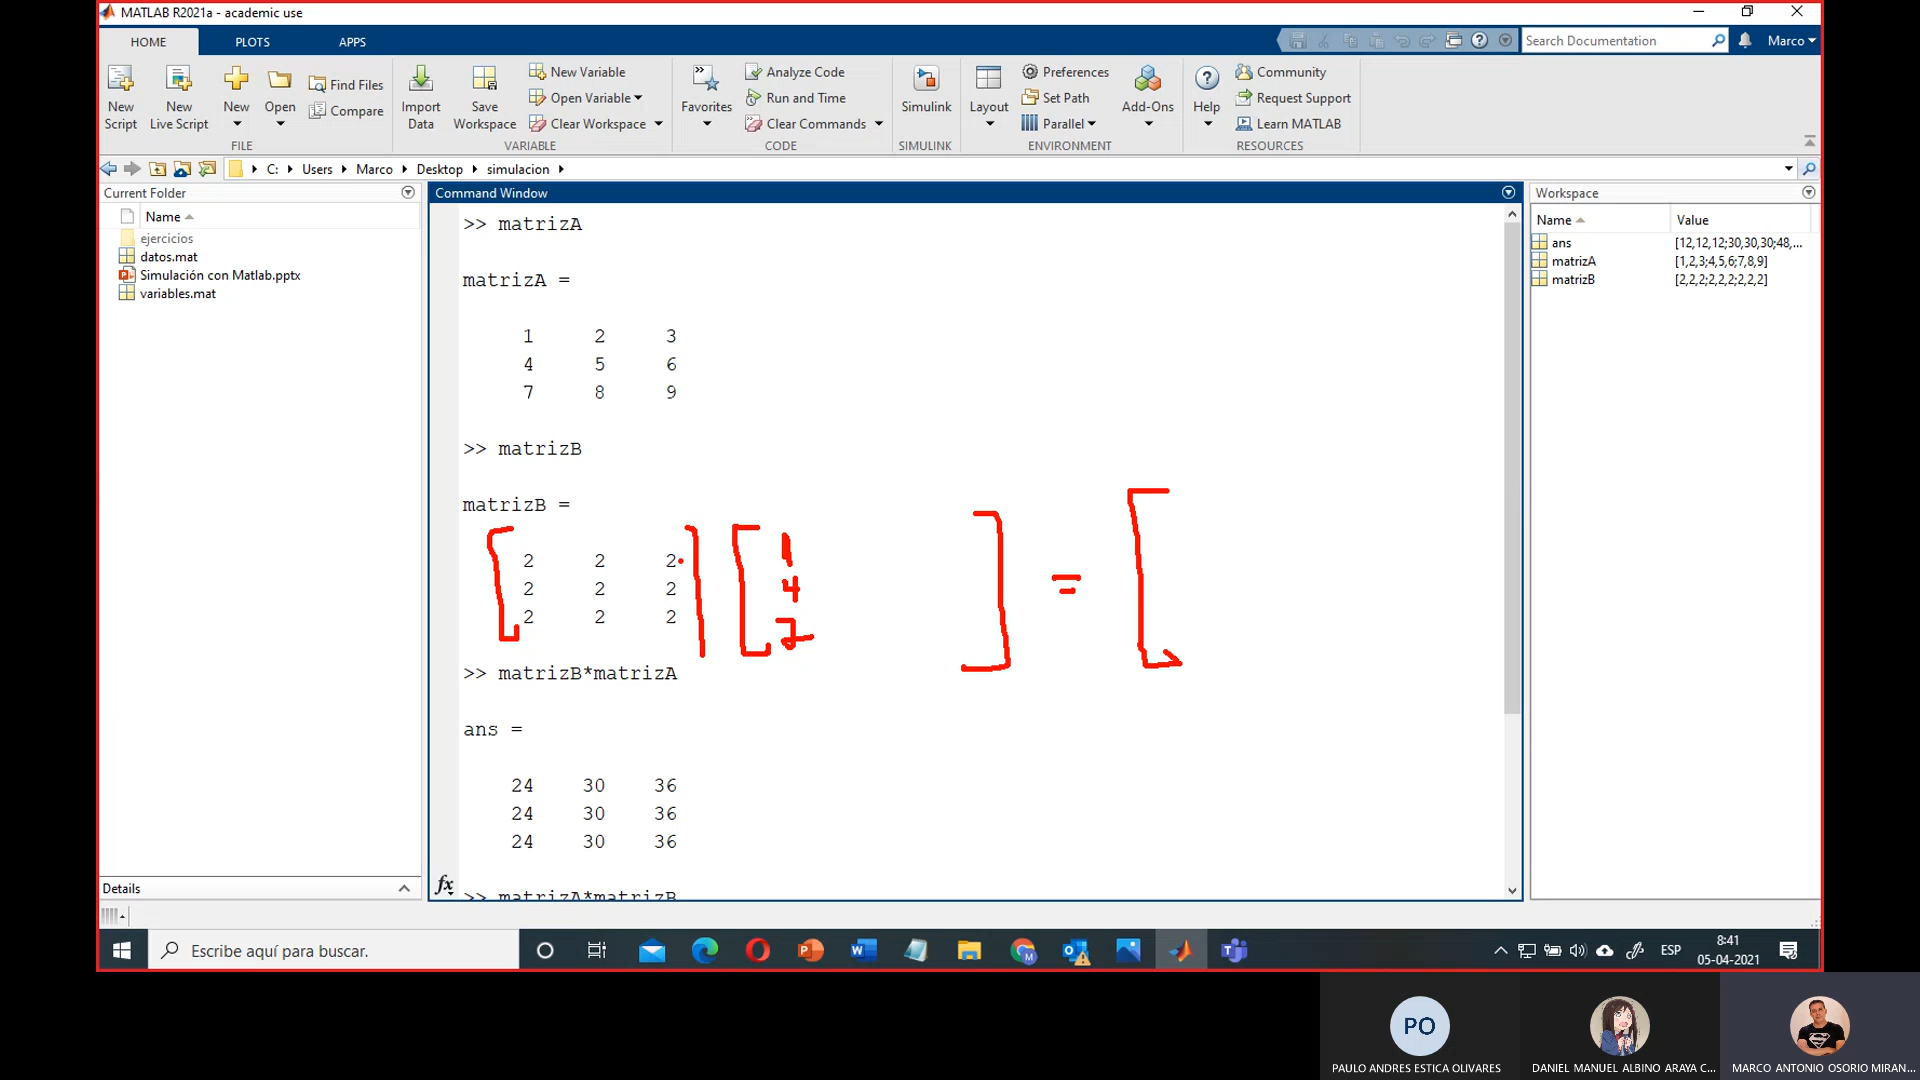 MATLAB R2021a - academic use
HOME PLOTS APPS
Search Documentation
Marco
New Script
New Live Script
New
Open
Find Files
Compare
FILE
Import Data
Save Workspace
New Variable
Open Variable
Clear Workspace
VARIABLE
Favorites
Analyze Code
Run and Time
Clear Commands
CODE
Simulink
SIMULINK
Layout
Preferences
Set Path
Parallel
Add-Ons
ENVIRONMENT
Help
Community
Request Support
Learn MATLAB
RESOURCES
C: Users Marco Desktop simulacion
Current Folder
Name
ejercicios
datos.mat
Simulación con Matlab.pptx
variables.mat
Details
Command Window
>> matrizA
matrizA =
1 2 3
4 5 6
7 8 9
>> matrizB
matrizB =
2 2 2
2 2 2
2 2 2
1
4
7
=
>> matrizB*matrizA
ans =
24 30 36
24 30 36
24 30 36
>> matrizA*matrizB
fx
Workspace
Name Value
ans [12,12,12;30,30,30;48,...
matrizA [1,2,3;4,5,6;7,8,9]
matrizB [2,2,2;2,2,2;2,2,2]
Escribe aquí para buscar.
ESP
8:41
05-04-2021
PO
PAULO ANDRES ESTICA OLIVARES
DANIEL MANUEL ALBINO ARAYA C...
MARCO ANTONIO OSORIO MIRAN...